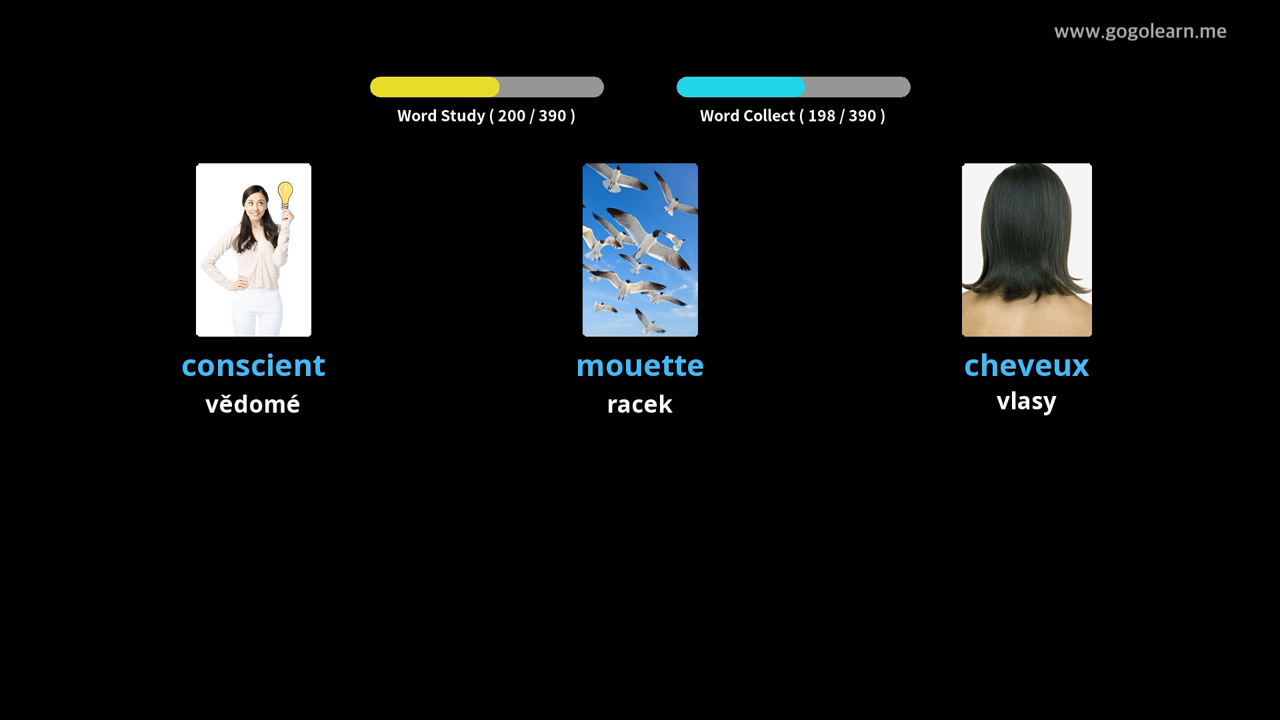 www.gogolearn.me
Word Study ( 200 / 390 )
Word Collect ( 198 / 390 )
conscient
mouette
cheveux
vědomé
racek
vlasy